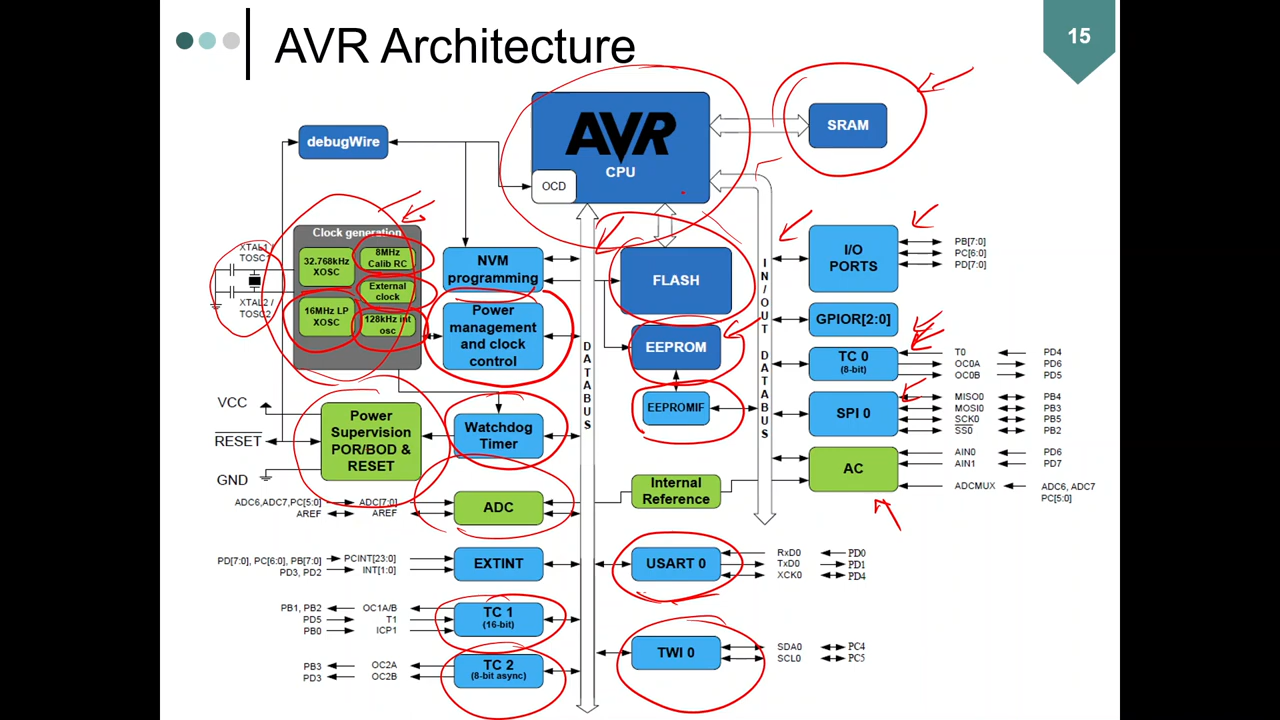 AVR Architecture
15
AVR
CPU
OCD
SRAM
debugWire
Clock generation
XTAL1 /
TOSC1
XTAL2 /
TOSC2
32.768kHz
XOSC
8MHz
Calib RC
External
clock
16MHz LP
XOSC
128kHz int
osc
NVM
programming
FLASH
I/O
PORTS
PB[7:0]
PC[6:0]
PD[7:0]
Power
management
and clock
control
EEPROM
EEPROMIF
DATABUS
IN/OUT DATABUS
GPIOR[2:0]
TC 0
(8-bit)
T0
OC0A
OC0B
PD4
PD6
PD5
SPI 0
MISO0
MOSI0
SCK0
SS0
PB4
PB3
PB5
PB2
AC
AIN0
AIN1
ADCMUX
PD6
PD7
ADC6, ADC7
PC[5:0]
VCC
RESET
GND
Power
Supervision
POR/BOD &
RESET
Watchdog
Timer
Internal
Reference
ADC6,ADC7,PC[5:0]
AREF
ADC[7:0]
AREF
ADC
PD[7:0], PC[6:0], PB[7:0]
PD3, PD2
PCINT[23:0]
INT[1:0]
EXTINT
USART 0
RxD0
TxD0
XCK0
PD0
PD1
PD4
PB1, PB2
PD5
PB0
OC1A/B
T1
ICP1
TC 1
(16-bit)
TWI 0
SDA0
SCL0
PC4
PC5
PB3
PD3
OC2A
OC2B
TC 2
(8-bit async)